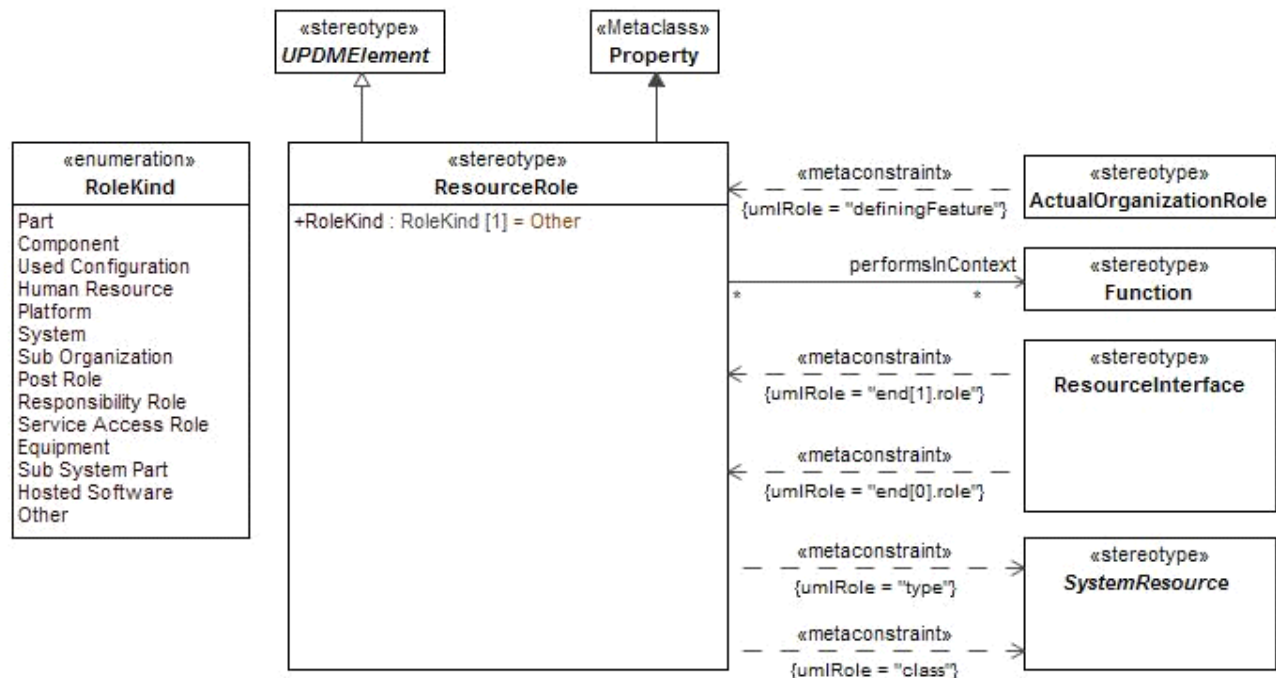 «stereotype»
UPDMElement
«Metaclass»
Property
«enumeration»
RoleKind
Part
Component
Used Configuration
Human Resource
Platform
System
Sub Organization
Post Role
Responsibility Role
Service Access Role
Equipment
Sub System Part
Hosted Software
Other
«stereotype»
ResourceRole
+RoleKind : RoleKind [1] = Other
«metaconstraint»
{umlRole = "definingFeature"}
«stereotype»
ActualOrganizationRole
performsInContext
*
*
«stereotype»
Function
«metaconstraint»
{umlRole = "end[1].role"}
«metaconstraint»
{umlRole = "end[0].role"}
«stereotype»
ResourceInterface
«metaconstraint»
{umlRole = "type"}
«metaconstraint»
{umlRole = "class"}
«stereotype»
SystemResource